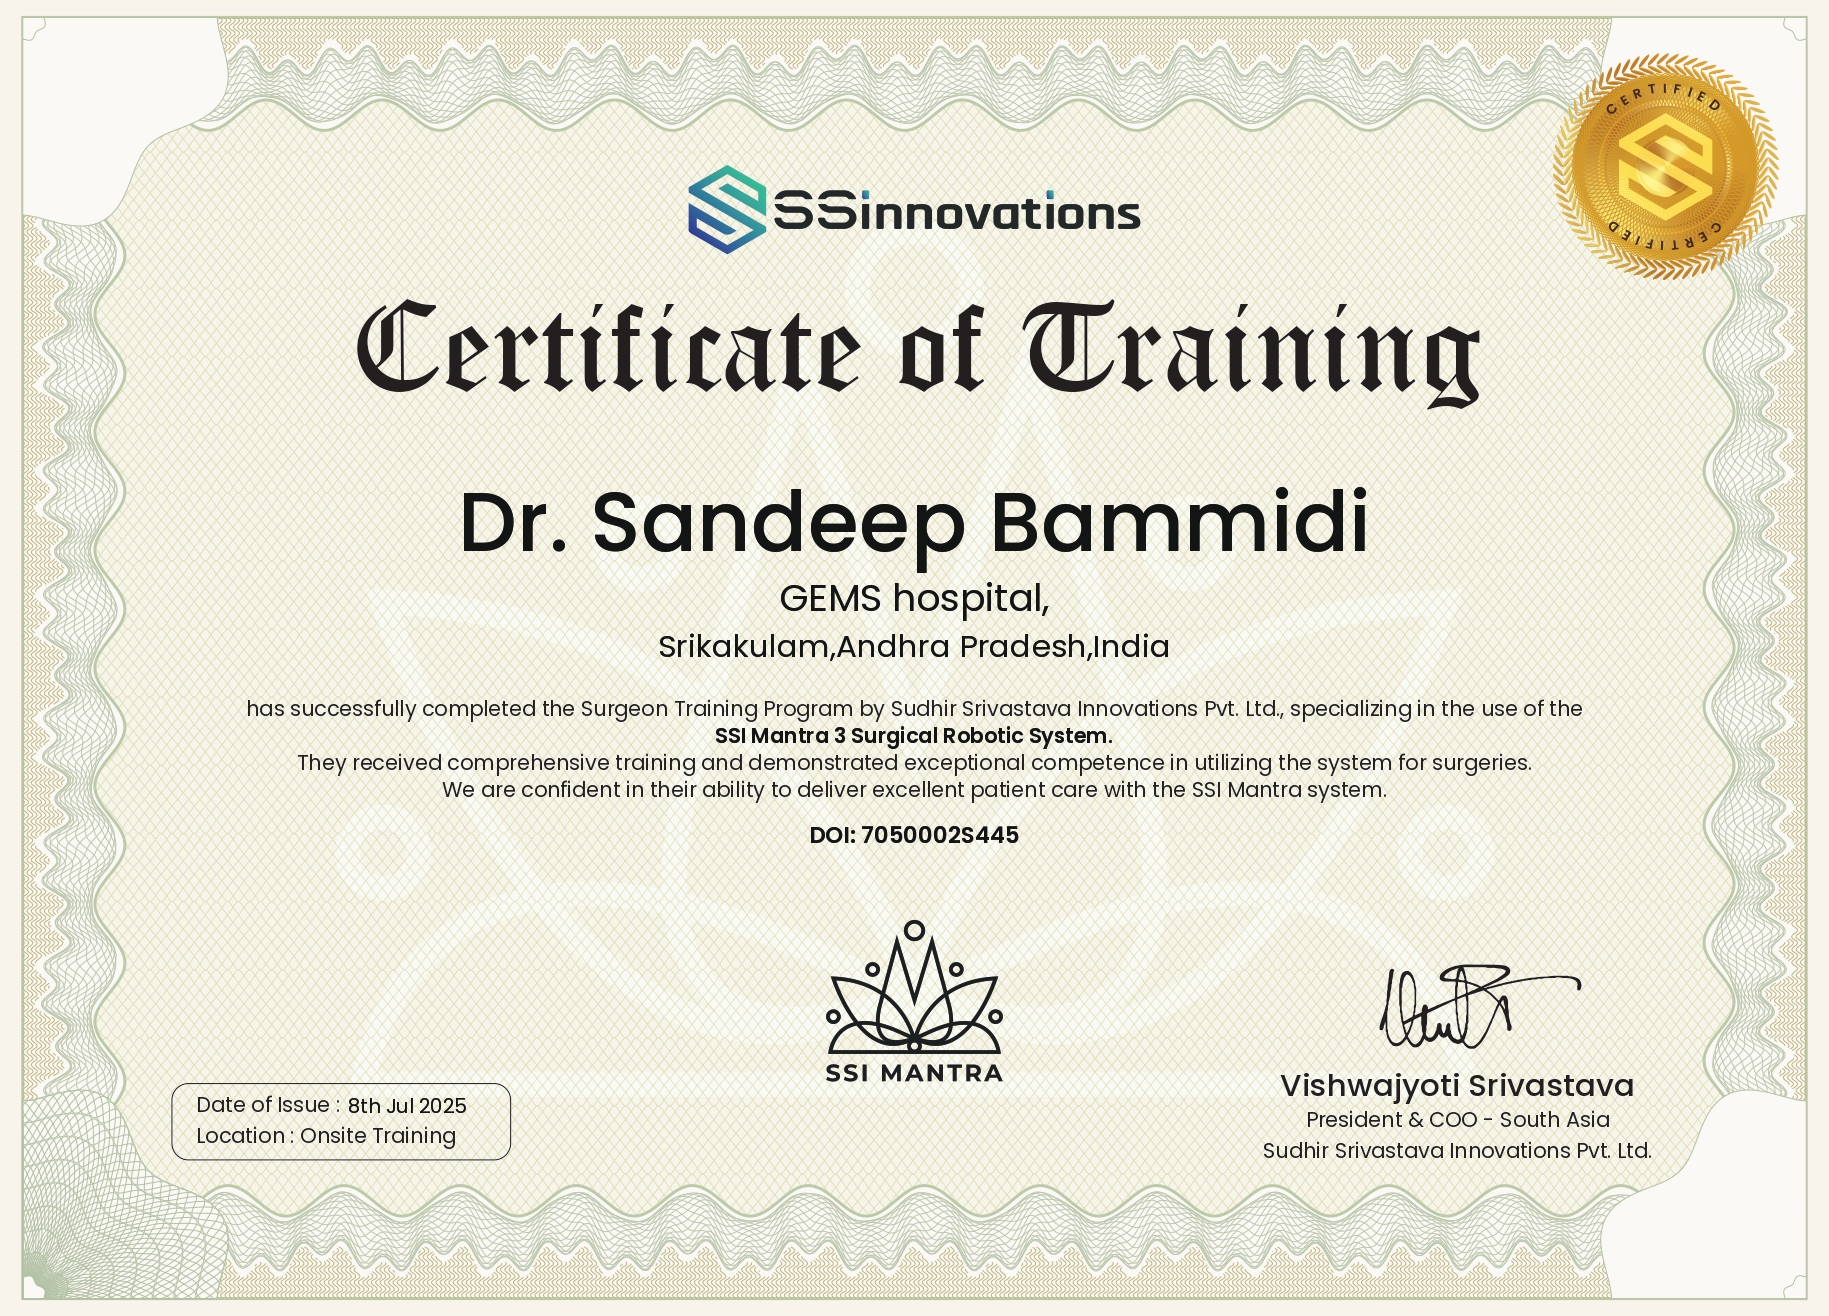 CERTIFIED
CERTIFIED
SSinnovations
Certificate of Training
Dr. Sandeep Bammidi
GEMS hospital,
Srikakulam,Andhra Pradesh,India
has successfully completed the Surgeon Training Program by Sudhir Srivastava Innovations Pvt. Ltd., specializing in the use of the
SSI Mantra 3 Surgical Robotic System.
They received comprehensive training and demonstrated exceptional competence in utilizing the system for surgeries.
We are confident in their ability to deliver excellent patient care with the SSI Mantra system.
DOI: 7050002S445
SSI MANTRA
Date of Issue : 8th Jul 2025
Location : Onsite Training
Vishwajyoti Srivastava
President & COO - South Asia
Sudhir Srivastava Innovations Pvt. Ltd.